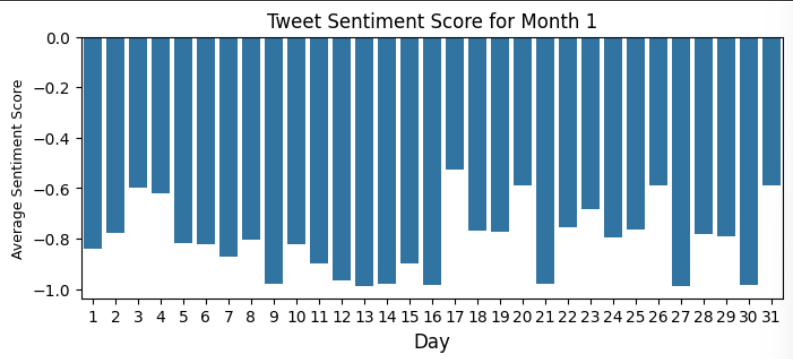 Tweet Sentiment Score for Month 1
Average Sentiment Score
0.0
−0.2
−0.4
−0.6
−0.8
−1.0
1 2 3 4 5 6 7 8 9 10 11 12 13 14 15 16 17 18 19 20 21 22 23 24 25 26 27 28 29 30 31
Day